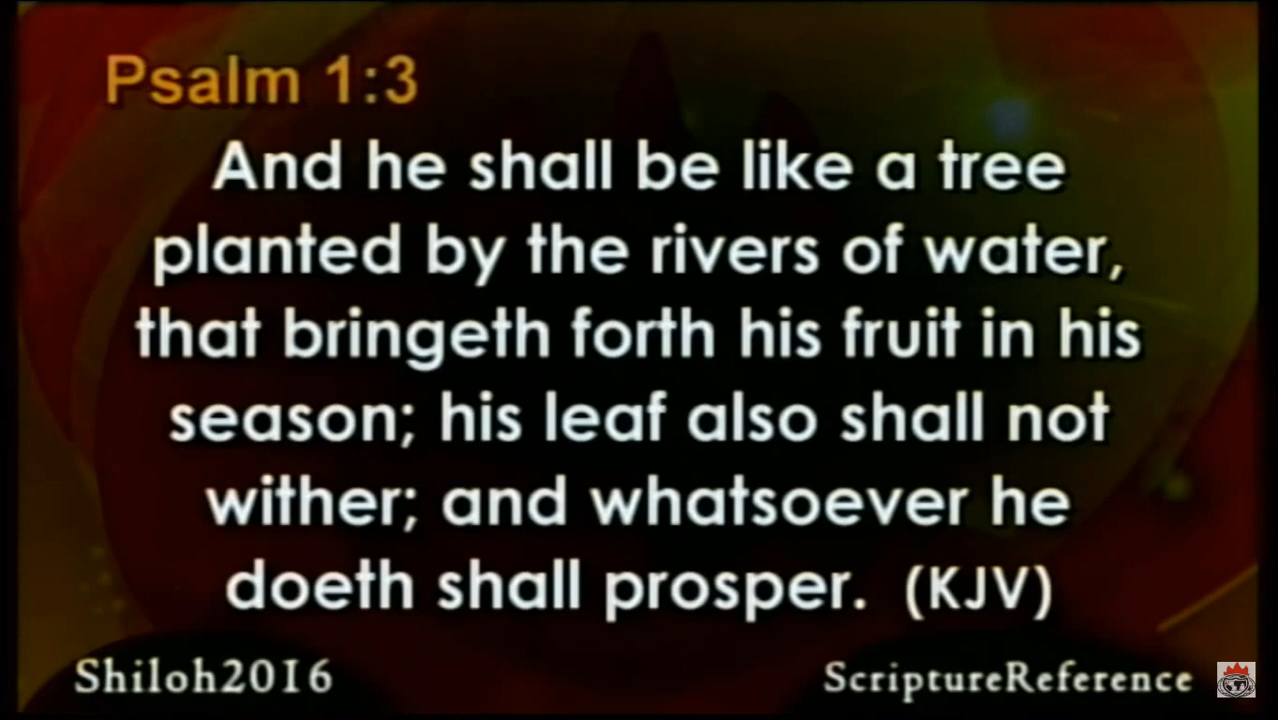 Psalm 1:3
And he shall be like a tree
planted by the rivers of water,
that bringeth forth his fruit in his
season; his leaf also shall not
wither; and whatsoever he
doeth shall prosper. (KJV)
Shiloh2016
ScriptureReference